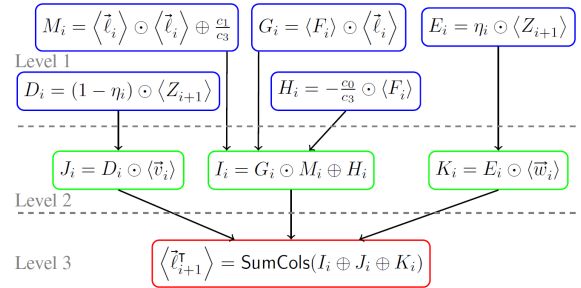 M_i = ⟨ℓ⃗_i⟩ ⊙ ⟨ℓ⃗_i⟩ ⊕ c_1/c_3
G_i = ⟨F_i⟩ ⊙ ⟨ℓ⃗_i⟩
E_i = η_i ⊙ ⟨Z_{i+1}⟩
Level 1
D_i = (1 − η_i) ⊙ ⟨Z_{i+1}⟩
H_i = −c_0/c_3 ⊙ ⟨F_i⟩
J_i = D_i ⊙ ⟨v⃗_i⟩
I_i = G_i ⊙ M_i ⊕ H_i
K_i = E_i ⊙ ⟨w⃗_i⟩
Level 2
Level 3
⟨ℓ⃗^⊺_{i+1}⟩ = SumCols(I_i ⊕ J_i ⊕ K_i)